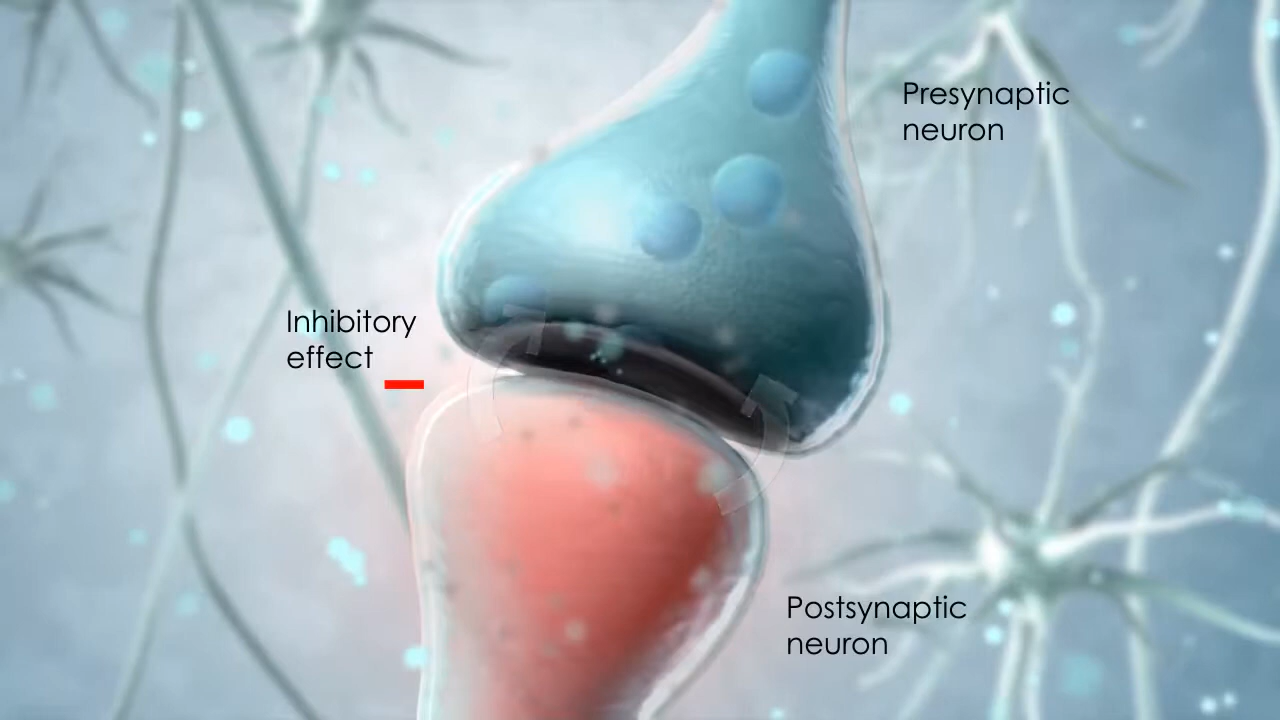 Presynaptic
neuron
Inhibitory
effect
Postsynaptic
neuron